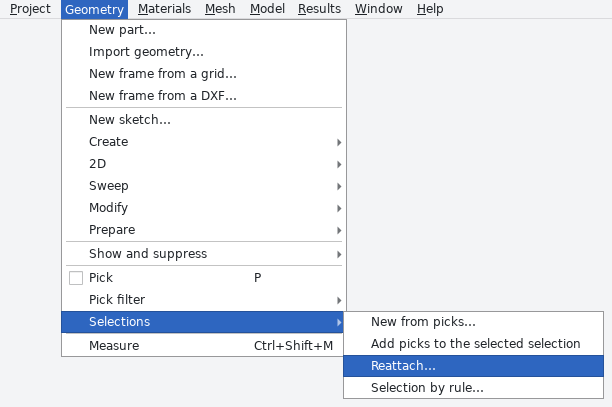 Project Geometry Materials Mesh Model Results Window Help
New part...
Import geometry...
New frame from a grid...
New frame from a DXF...
New sketch...
Create
2D
Sweep
Modify
Prepare
Show and suppress
Pick P
Pick filter
Selections
New from picks...
Measure Ctrl+Shift+M
Add picks to the selected selection
Reattach...
Selection by rule...